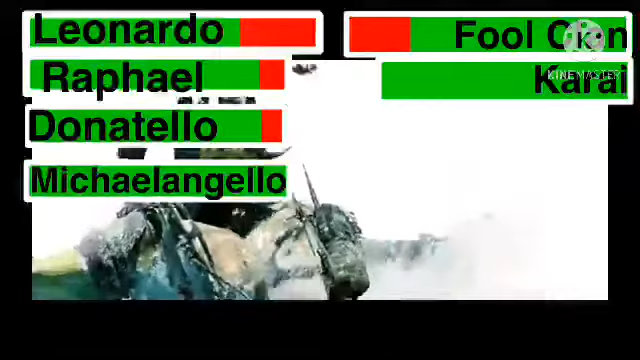 Leonardo
Raphael
Donatello
Michaelangello
Fool Clan
Karai
KINEMASTER